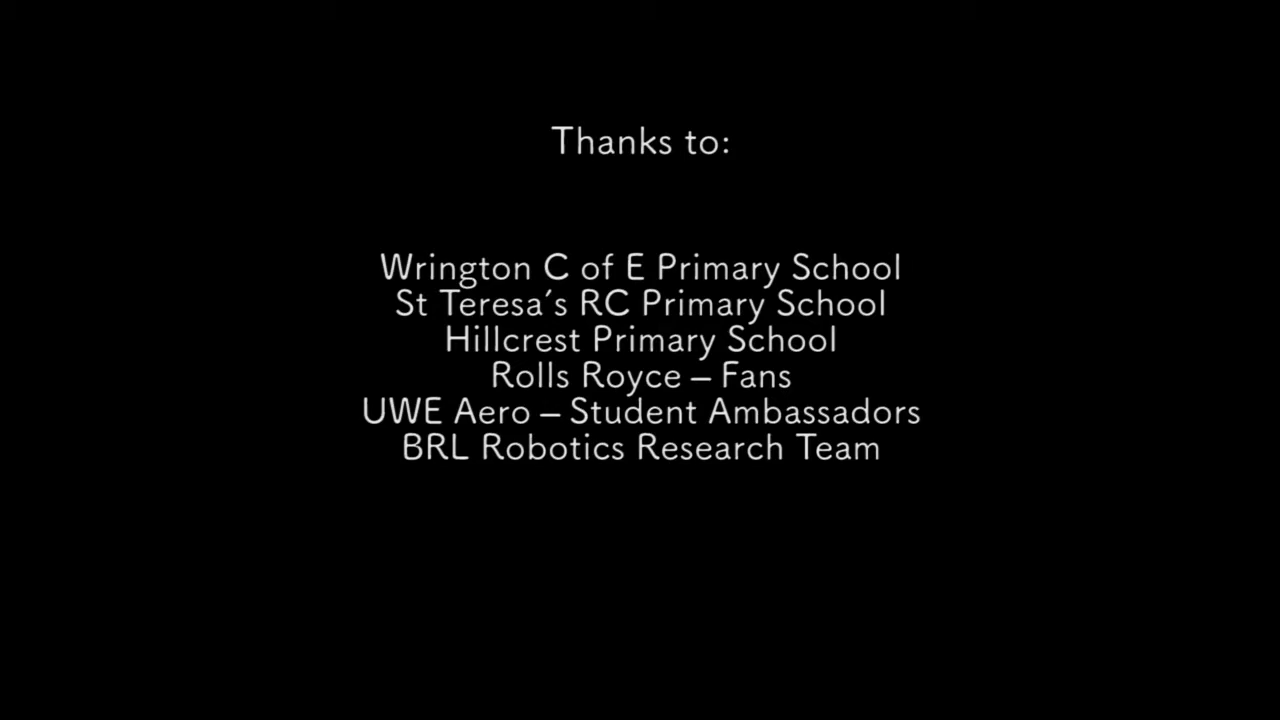 Thanks to:
Wrington C of E Primary School
St Teresa´s RC Primary School
Hillcrest Primary School
Rolls Royce – Fans
UWE Aero – Student Ambassadors
BRL Robotics Research Team